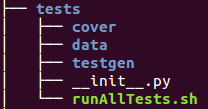 ├── tests
│   ├── cover
│   ├── data
│   ├── testgen
│   ├── __init__.py
│   └── runAllTests.sh